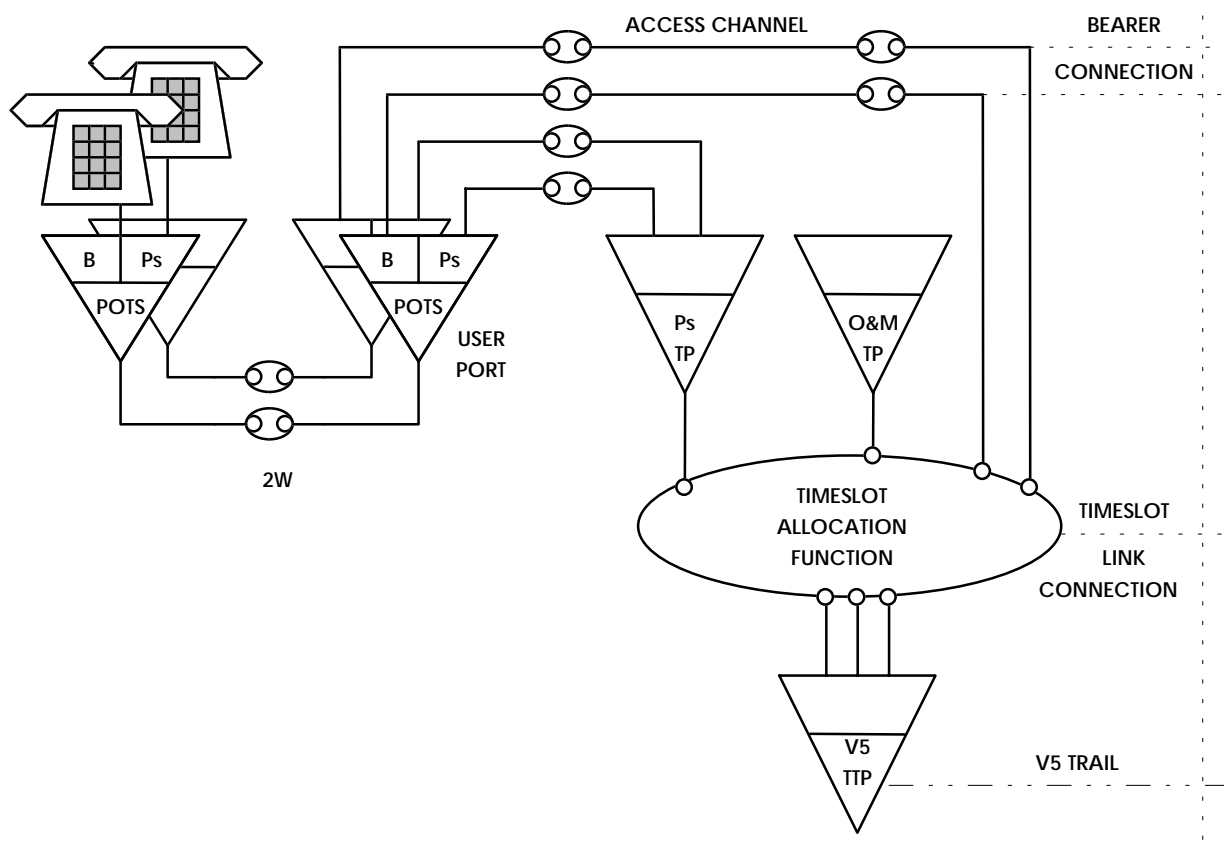 ACCESS CHANNEL
BEARER
CONNECTION
B
Ps
POTS
B
Ps
POTS
USER
PORT
2W
Ps
TP
O&M
TP
TIMESLOT
ALLOCATION
FUNCTION
TIMESLOT
LINK
CONNECTION
V5
TTP
V5 TRAIL